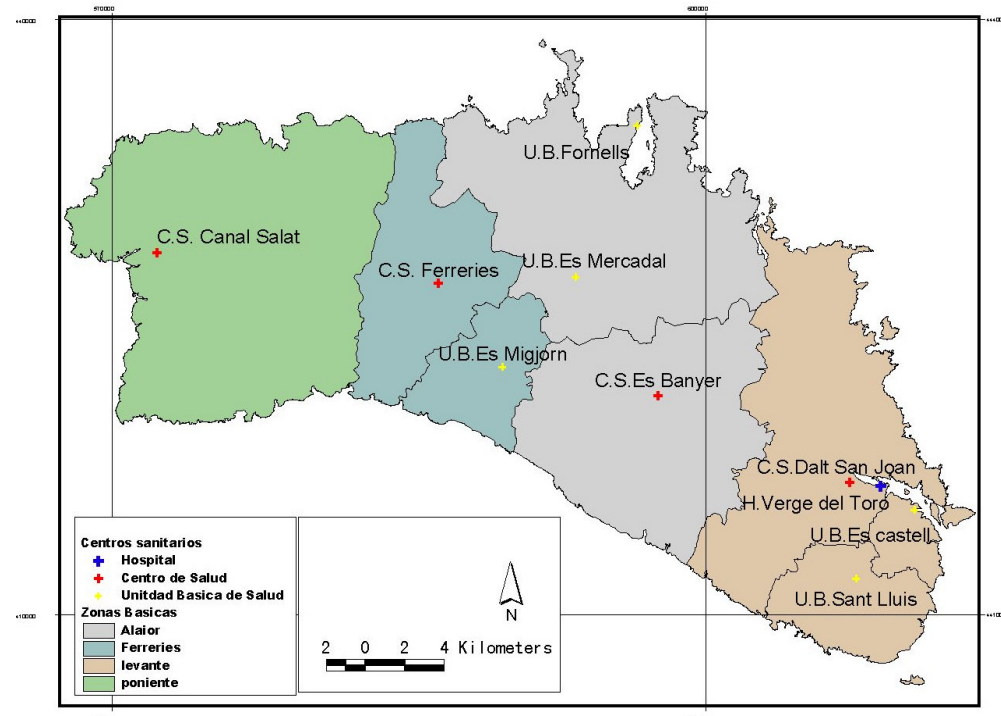 570000
600000
U.B.Fornells
C.S. Canal Salat
C.S. Ferreries
U.B.Es Mercadal
U.B.Es Migjorn
C.S.Es Banyer
C.S.Dalt San Joan
H.Verge del Toro
U.B.Es castell
U.B.Sant Lluis
Centros sanitarios
Hospital
Centro de Salud
Unitdad Basica de Salud
Zonas Basicas
Alaior
Ferreries
levante
poniente
N
2 0 2 4 Kilometers